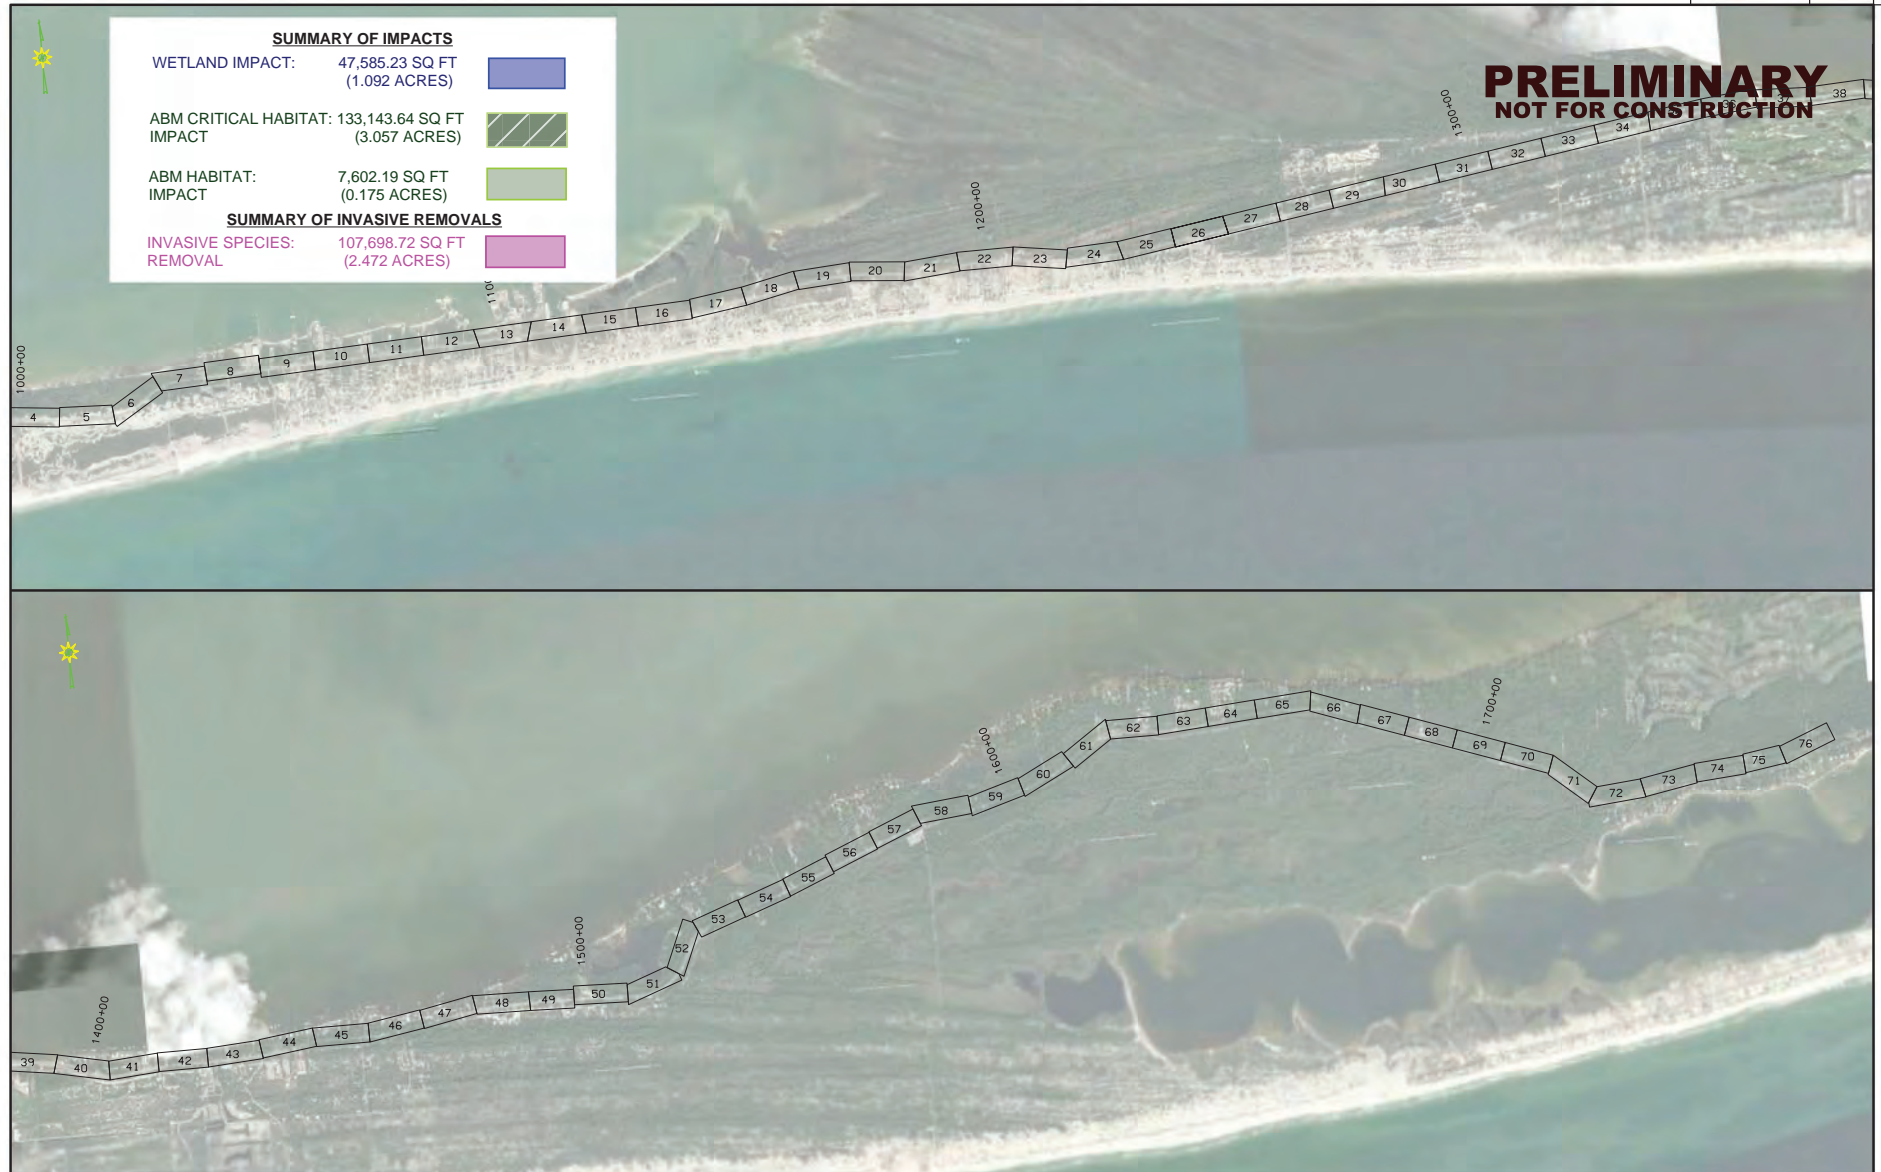 SUMMARY OF IMPACTS
WETLAND IMPACT: 47,585.23 SQ FT
(1.092 ACRES)
ABM CRITICAL HABITAT: 133,143.64 SQ FT
IMPACT (3.057 ACRES)
ABM HABITAT: 7,602.19 SQ FT
IMPACT (0.175 ACRES)
SUMMARY OF INVASIVE REMOVALS
INVASIVE SPECIES: 107,698.72 SQ FT
REMOVAL (2.472 ACRES)
PRELIMINARY
NOT FOR CONSTRUCTION
1000+00
1200+00
1300+00
4 5 6 7 8 9 10 11 12 13 14 15 16 17 18 19 20 21 22 23 24 25 26 27 28 29 30 31 32 33 34 36 37 38
1400+00
1500+00
1600+00
1700+00
39 40 41 42 43 44 45 46 47 48 49 50 51 52 53 54 55 56 57 58 59 60 61 62 63 64 65 66 67 68 69 70 71 72 73 74 75 76